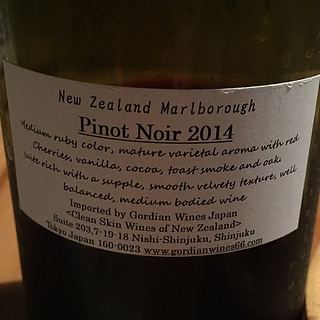 New Zealand Marlborough
Pinot Noir 2014
Medium ruby color, mature varietal aroma with red
Cherries, vanilla, cocoa, toast smoke and oak.
Quite rich with a supple, smooth velvety texture, well
balanced, medium bodied wine
Imported by Gordian Wines Japan
<Clean Skin Wines of New Zealand>
Suite 203,7-19-18 Nishi-Shinjuku, Shinjuku
Tokyo Japan 160-0023 www.gordianwines66.com